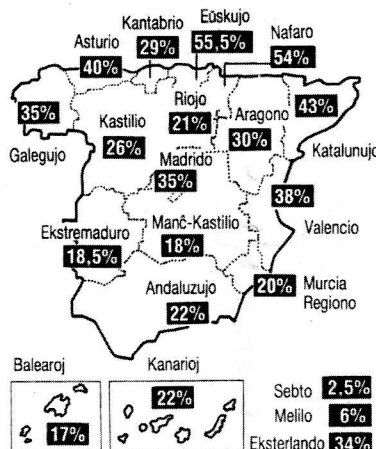 Kantabrio Eŭskujo
Asturio 29% 55,5% Nafaro
40% 54%
35% Riojo 43%
Kastilio 21% Aragono
Galegujo 26% 30% Katalunujo
Madrido
35% 38%
Ekstremaduro Manĉ-Kastilio Valencio
18,5% 18%
Andaluzujo 20% Murcia
22% Regiono
Balearoj Kanarioj
22% Sebto 2,5%
17% Melilo 6%
Eksterlando 34%